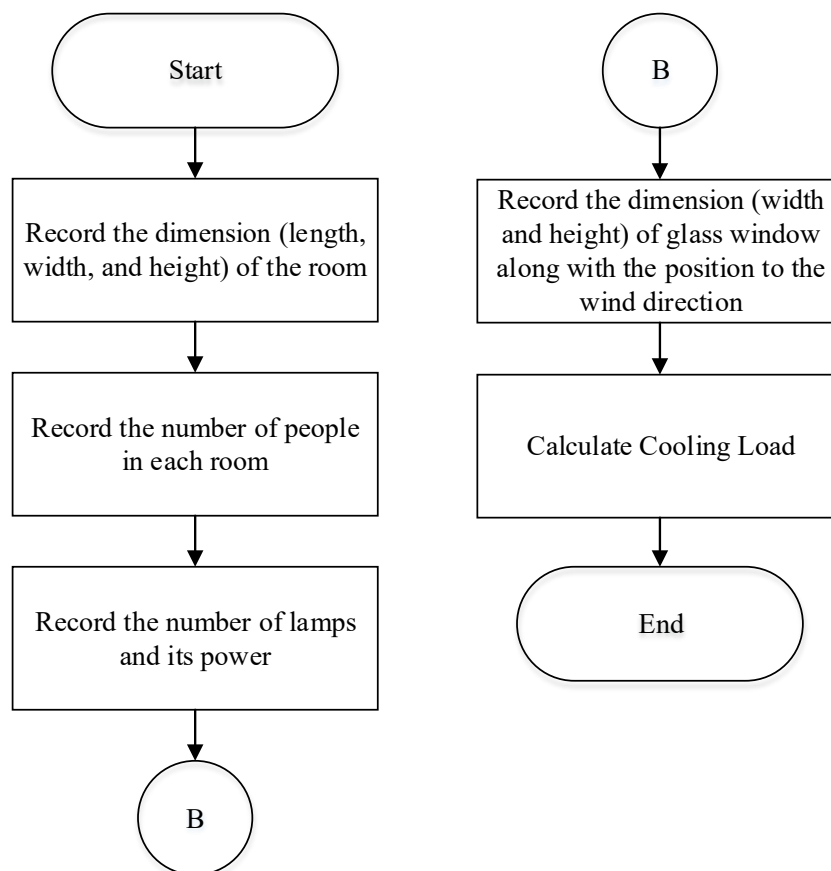 Start
Record the dimension (length,
width, and height) of the room
Record the number of people
in each room
Record the number of lamps
and its power
B
B
Record the dimension (width
and height) of glass window
along with the position to the
wind direction
Calculate Cooling Load
End